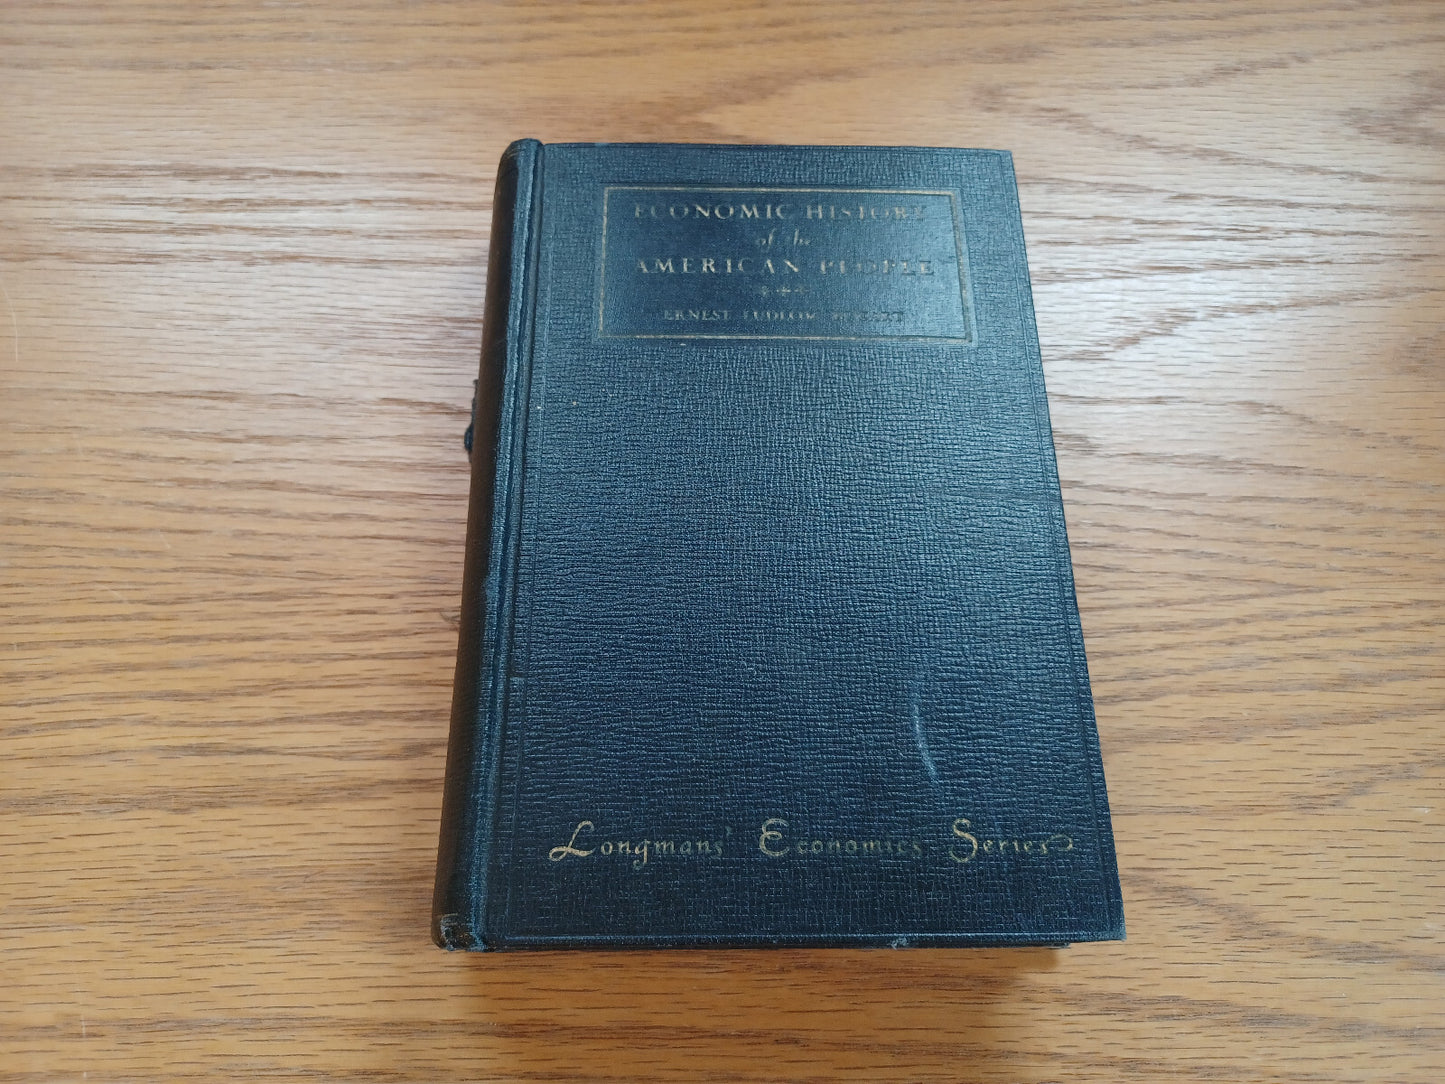 ECONOMIC HISTORY
of the
AMERICAN PEOPLE
ERNEST LUDLOW
Longmans' Economics Series